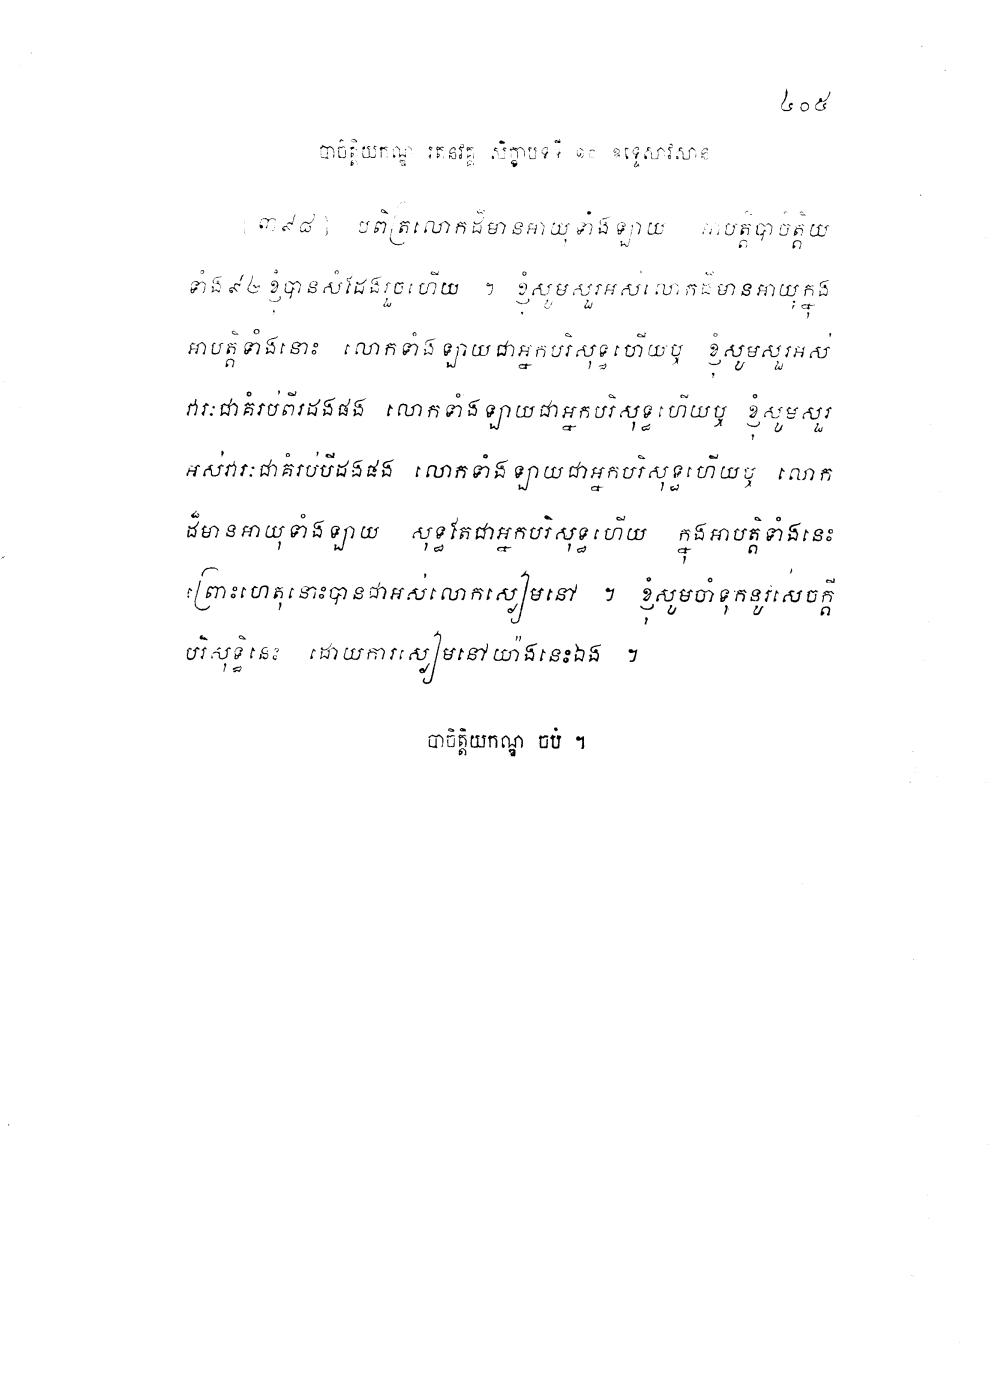 ៤០៥
បាចិត្តិយកណ្ឌ រតនវគ្គ សិក្ខាបទទី ១០ ឧទ្ទេសាវសាន
[៣៩៨] បពិត្រលោកដ៏មានអាយុទាំងឡាយ អាបត្តិបាចិត្តិយ
ទាំង៩២ ខ្ញុំបានសំដែងរួចហើយ ។ ខ្ញុំសូមសួរអស់លោកដ៏មានអាយុក្នុង
អាបត្តិទាំងនោះ លោកទាំងឡាយជាអ្នកបរិសុទ្ធហើយឬ ខ្ញុំសូមសួរអស់
វារៈជាគំរប់ពីរដងផង លោកទាំងឡាយជាអ្នកបរិសុទ្ធហើយឬ ខ្ញុំសូមសួរ
អស់វារៈជាគំរប់បីដងផង លោកទាំងឡាយជាអ្នកបរិសុទ្ធហើយឬ លោក
ដ៏មានអាយុទាំងឡាយ សុទ្ធតែជាអ្នកបរិសុទ្ធហើយ ក្នុងអាបត្តិទាំងនេះ
ព្រោះហេតុនោះបានជាអស់លោកស្ងៀមនៅ ។ ខ្ញុំសូមចាំទុកនូវសេចក្តី
បរិសុទ្ធិនេះ ដោយការស្ងៀមនៅយ៉ាងនេះឯង ។
បាចិត្តិយកណ្ឌ ចប់ ។